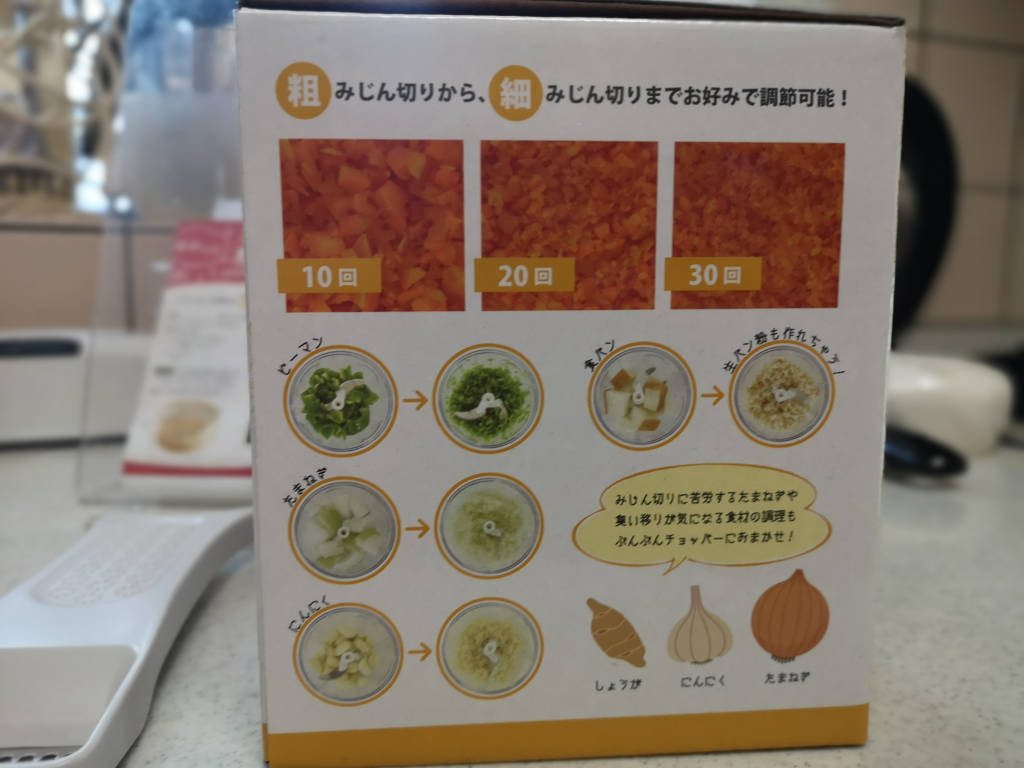 粗みじん切りから、細みじん切りまでお好みで調節可能！
10回
20回
30回
ピーマン
食パン
生パン粉も作れちゃう！
たまねぎ
みじん切りに苦労するたまねぎや
臭い移りが気になる食材の調理も
ぶんぶんチョッパーにおまかせ！
にんにく
しょうが
にんにく
たまねぎ